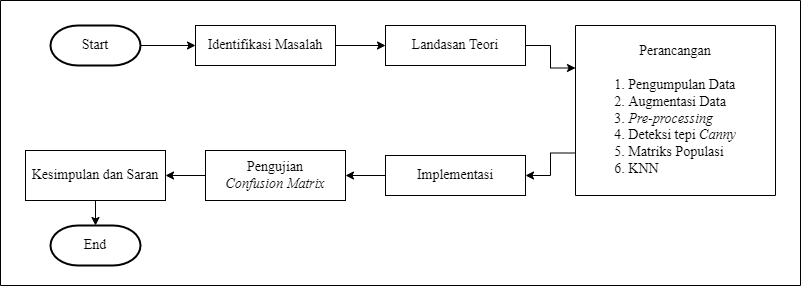 Start
Identifikasi Masalah
Landasan Teori
Perancangan
1. Pengumpulan Data
2. Augmentasi Data
3. Pre-processing
4. Deteksi tepi Canny
5. Matriks Populasi
6. KNN
Implementasi
Pengujian
Confusion Matrix
Kesimpulan dan Saran
End